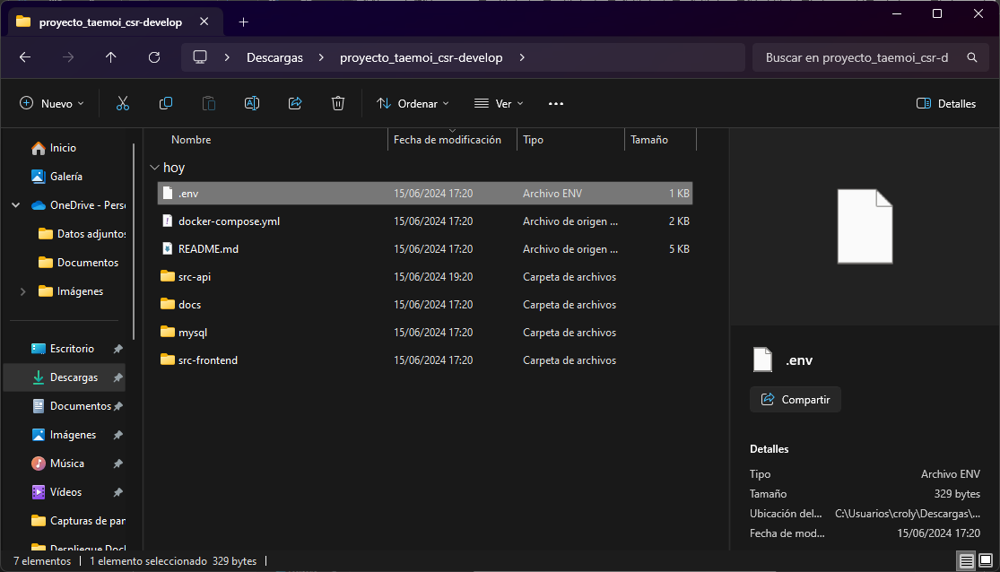 proyecto_taemoi_csr-develop
Descargas
proyecto_taemoi_csr-develop
Buscar en proyecto_taemoi_csr-d
Nuevo
Ordenar
Ver
Detalles
Inicio
Galería
OneDrive - Pers
Datos adjuntos
Documentos
Imágenes
Escritorio
Descargas
Documentos
Imágenes
Música
Vídeos
Capturas de pan
Despliegue Doc
Nombre Fecha de modificación Tipo Tamaño
hoy
.env 15/06/2024 17:20 Archivo ENV 1 KB
docker-compose.yml 15/06/2024 17:20 Archivo de origen ... 2 KB
README.md 15/06/2024 17:20 Archivo de origen ... 5 KB
src-api 15/06/2024 19:20 Carpeta de archivos
docs 15/06/2024 17:20 Carpeta de archivos
mysql 15/06/2024 17:20 Carpeta de archivos
src-frontend 15/06/2024 17:20 Carpeta de archivos
.env
Compartir
Detalles
Tipo Archivo ENV
Tamaño 329 bytes
Ubicación del... C:\Usuarios\croly\Descargas\...
Fecha de mod... 15/06/2024 17:20
7 elementos 1 elemento seleccionado 329 bytes